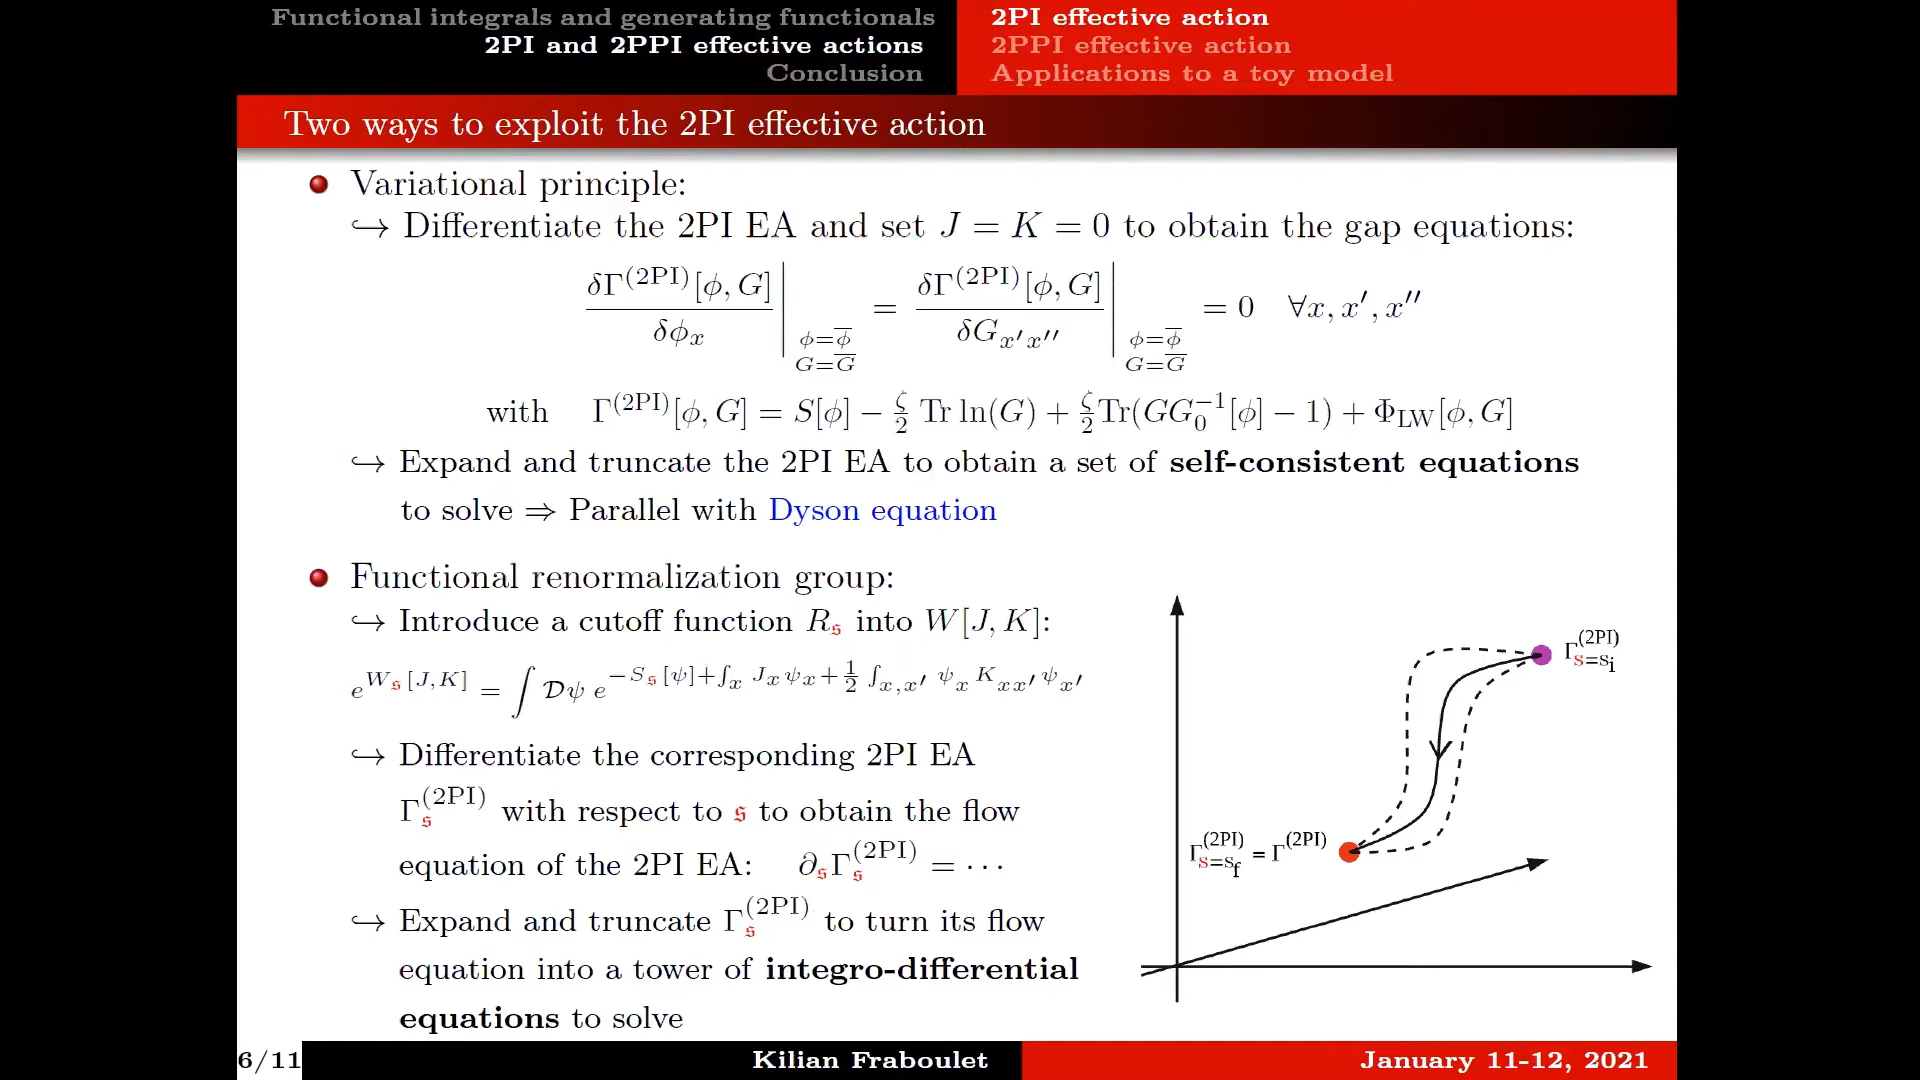 Functional integrals and generating functionals
2PI and 2PPI effective actions
Conclusion
2PI effective action
2PPI effective action
Applications to a toy model
Two ways to exploit the 2PI effective action
Variational principle:
↪ Differentiate the 2PI EA and set J = K = 0 to obtain the gap equations:
δΓ^(2PI)[ϕ, G]/δϕ_x |_{ϕ=ϕ̅, G=G̅} = δΓ^(2PI)[ϕ, G]/δG_{x′x′′} |_{ϕ=ϕ̅, G=G̅} = 0 ∀x, x′, x′′
with Γ^(2PI)[ϕ, G] = S[ϕ] − ζ/2 Tr ln(G) + ζ/2 Tr(GG_0^{−1}[ϕ] − 1) + Φ_LW[ϕ, G]
↪ Expand and truncate the 2PI EA to obtain a set of self-consistent equations
to solve ⇒ Parallel with Dyson equation
Functional renormalization group:
↪ Introduce a cutoff function R_𝔰 into W[J, K]:
e^{W_𝔰[J,K]} = ∫ 𝒟ψ e^{−S_𝔰[ψ]+∫_x J_x ψ_x + 1/2 ∫_{x,x′} ψ_x K_{xx′} ψ_{x′}}
↪ Differentiate the corresponding 2PI EA
Γ_𝔰^(2PI) with respect to 𝔰 to obtain the flow
equation of the 2PI EA: ∂_𝔰Γ_𝔰^(2PI) = ⋯
↪ Expand and truncate Γ_𝔰^(2PI) to turn its flow
equation into a tower of integro-differential
equations to solve
Γ_{s=s_i}^(2PI)
Γ_{s=s_f}^(2PI) = Γ^(2PI)
6/11
Kilian Fraboulet
January 11-12, 2021